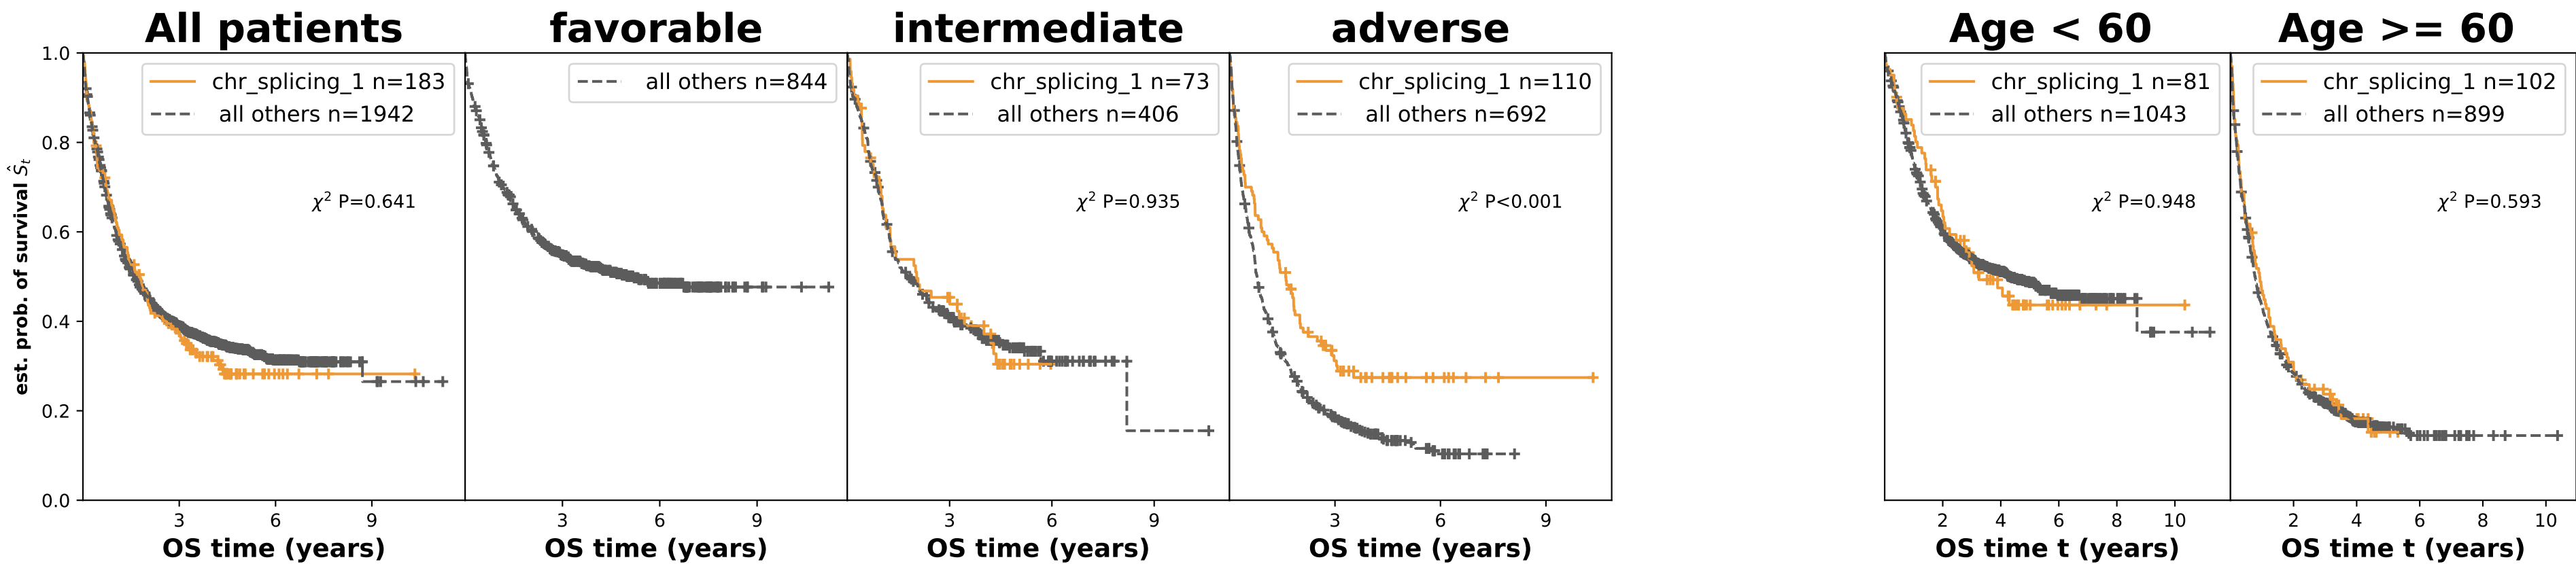 All patients
favorable
intermediate
adverse
Age < 60
Age >= 60
chr_splicing_1 n=183
all others n=1942
all others n=844
chr_splicing_1 n=73
all others n=406
chr_splicing_1 n=110
all others n=692
chr_splicing_1 n=81
all others n=1043
chr_splicing_1 n=102
all others n=899
χ² P=0.641
χ² P=0.935
χ² P<0.001
χ² P=0.948
χ² P=0.593
est. prob. of survival Ŝₜ
1.0
0.8
0.6
0.4
0.2
0.0
3 6 9
3 6 9
3 6 9
3 6 9
2 4 6 8 10
2 4 6 8 10
OS time (years)
OS time (years)
OS time (years)
OS time (years)
OS time t (years)
OS time t (years)